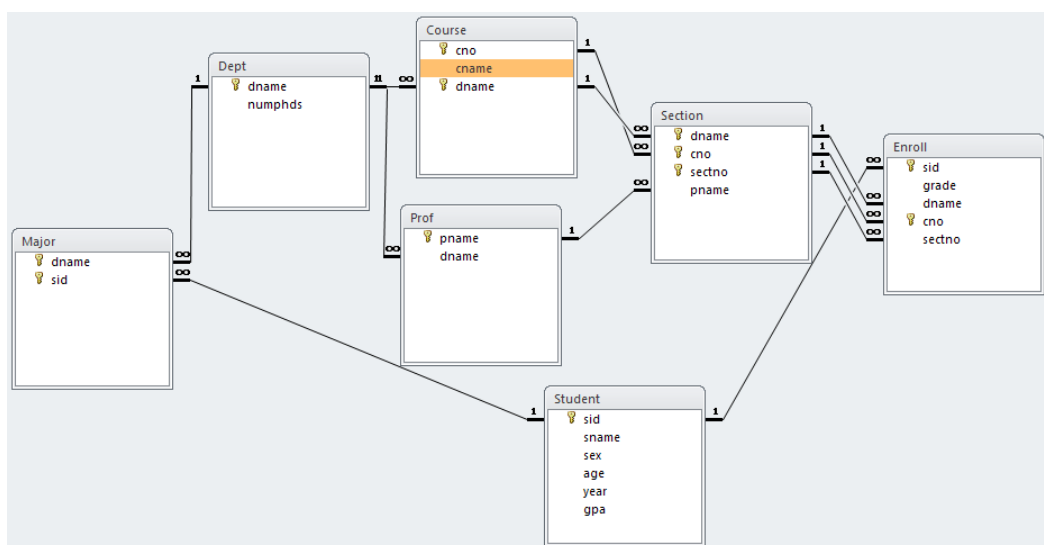 Course
cno
cname
dname
Dept
dname
numphds
Section
dname
cno
sectno
pname
Enroll
sid
grade
dname
cno
sectno
Prof
pname
dname
Major
dname
sid
Student
sid
sname
sex
age
year
gpa
1
11
∞
1
1
∞
∞
∞
1
1
1
∞
∞
∞
∞
∞
1
∞
∞
1
1